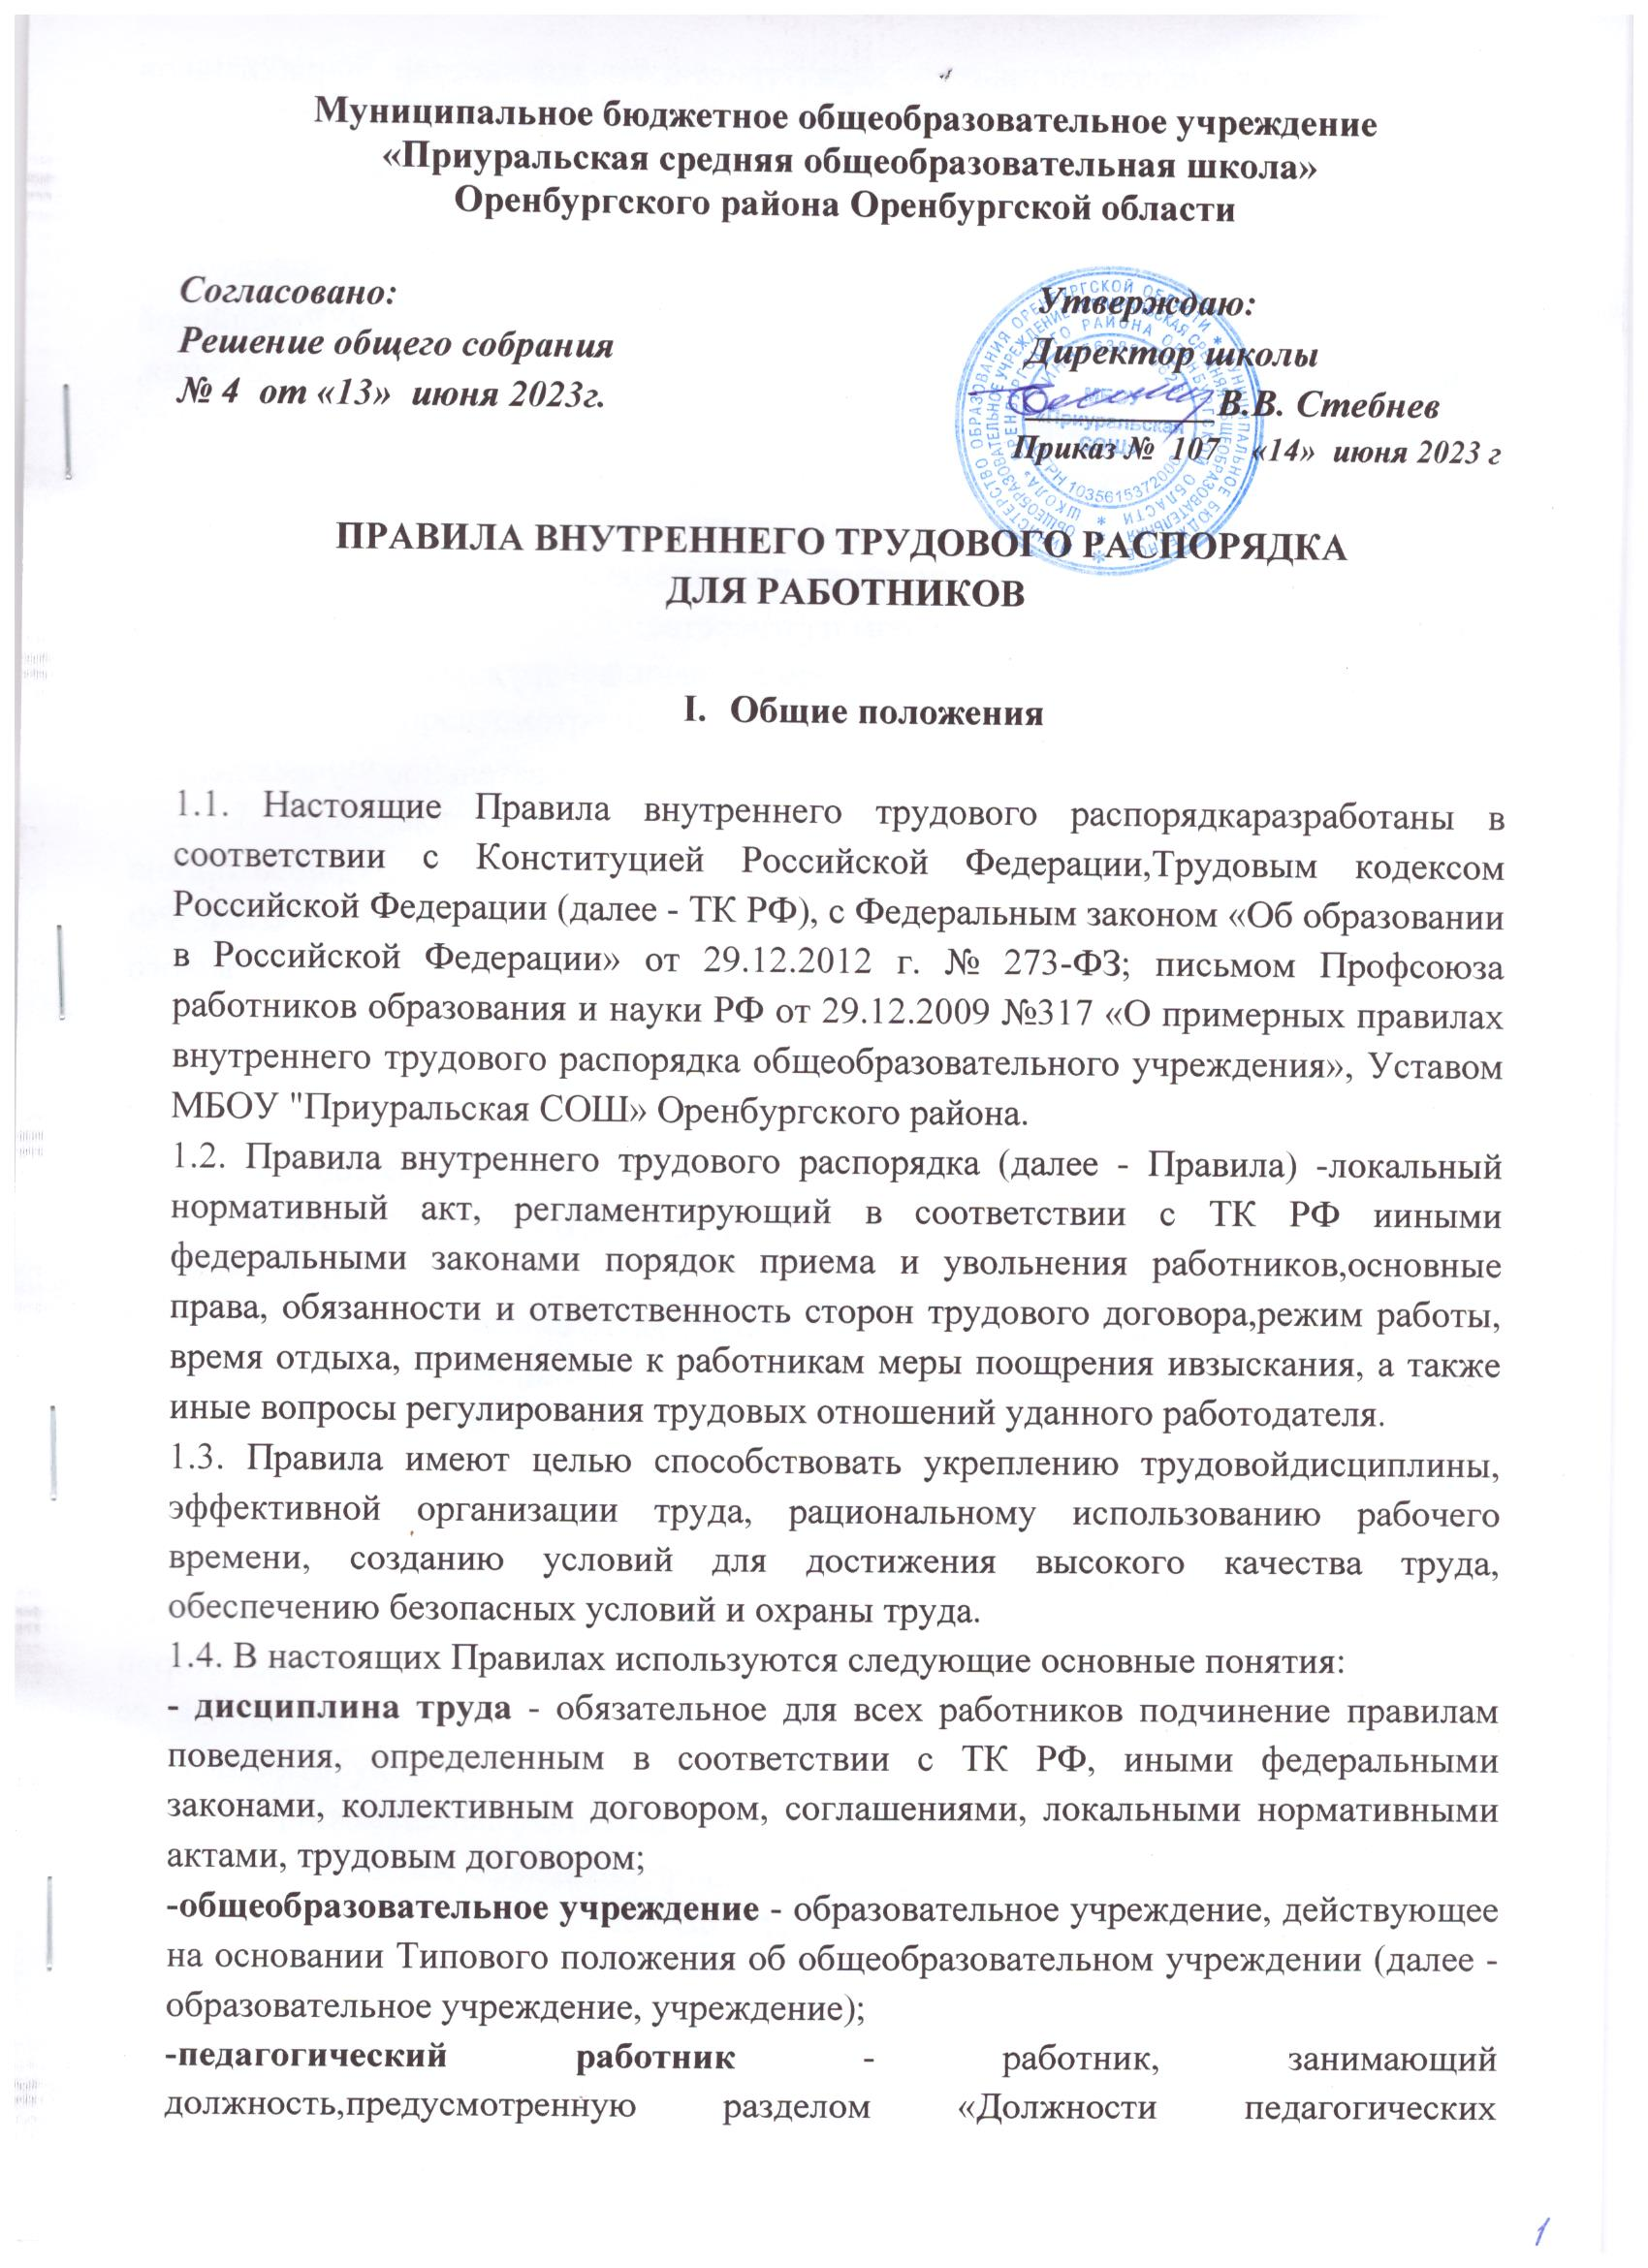 Муниципальное бюджетное общеобразовательное учреждение
«Приуральская средняя общеобразовательная школа»
Оренбургского района Оренбургской области
Согласовано:
Решение общего собрания
№ 4 от «13» июня 2023г.
Утверждаю:
Директор школы
В.В. Стебнев
Приказ № 107 «14» июня 2023 г
ПРАВИЛА ВНУТРЕННЕГО ТРУДОВОГО РАСПОРЯДКА
ДЛЯ РАБОТНИКОВ
I. Общие положения
1.1. Настоящие Правила внутреннего трудового распорядкаразработаны в
соответствии с Конституцией Российской Федерации,Трудовым кодексом
Российской Федерации (далее - ТК РФ), с Федеральным законом «Об образовании
в Российской Федерации» от 29.12.2012 г. № 273-ФЗ; письмом Профсоюза
работников образования и науки РФ от 29.12.2009 №317 «О примерных правилах
внутреннего трудового распорядка общеобразовательного учреждения», Уставом
МБОУ "Приуральская СОШ» Оренбургского района.
1.2. Правила внутреннего трудового распорядка (далее - Правила) -локальный
нормативный акт, регламентирующий в соответствии с ТК РФ ииными
федеральными законами порядок приема и увольнения работников,основные
права, обязанности и ответственность сторон трудового договора,режим работы,
время отдыха, применяемые к работникам меры поощрения ивзыскания, а также
иные вопросы регулирования трудовых отношений уданного работодателя.
1.3. Правила имеют целью способствовать укреплению трудовойдисциплины,
эффективной организации труда, рациональному использованию рабочего
времени, созданию условий для достижения высокого качества труда,
обеспечению безопасных условий и охраны труда.
1.4. В настоящих Правилах используются следующие основные понятия:
- дисциплина труда - обязательное для всех работников подчинение правилам
поведения, определенным в соответствии с ТК РФ, иными федеральными
законами, коллективным договором, соглашениями, локальными нормативными
актами, трудовым договором;
-общеобразовательное учреждение - образовательное учреждение, действующее
на основании Типового положения об общеобразовательном учреждении (далее -
образовательное учреждение, учреждение);
-педагогический работник - работник, занимающий
должность,предусмотренную разделом «Должности педагогических
1